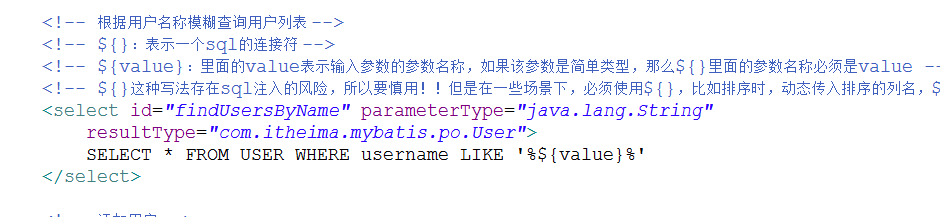 <!-- 根据用户名称模糊查询用户列表 -->
<!-- ${}：表示一个sql的连接符 -->
<!-- ${value}：里面的value表示输入参数的参数名称，如果该参数是简单类型，那么${}里面的参数名称必须是value --
<!-- ${}这种写法存在sql注入的风险，所以要慎用！！但是在一些场景下，必须使用${}，比如排序时，动态传入排序的列名，$
<select id="findUsersByName" parameterType="java.lang.String"
resultType="com.itheima.mybatis.po.User">
SELECT * FROM USER WHERE username LIKE '%${value}%'
</select>